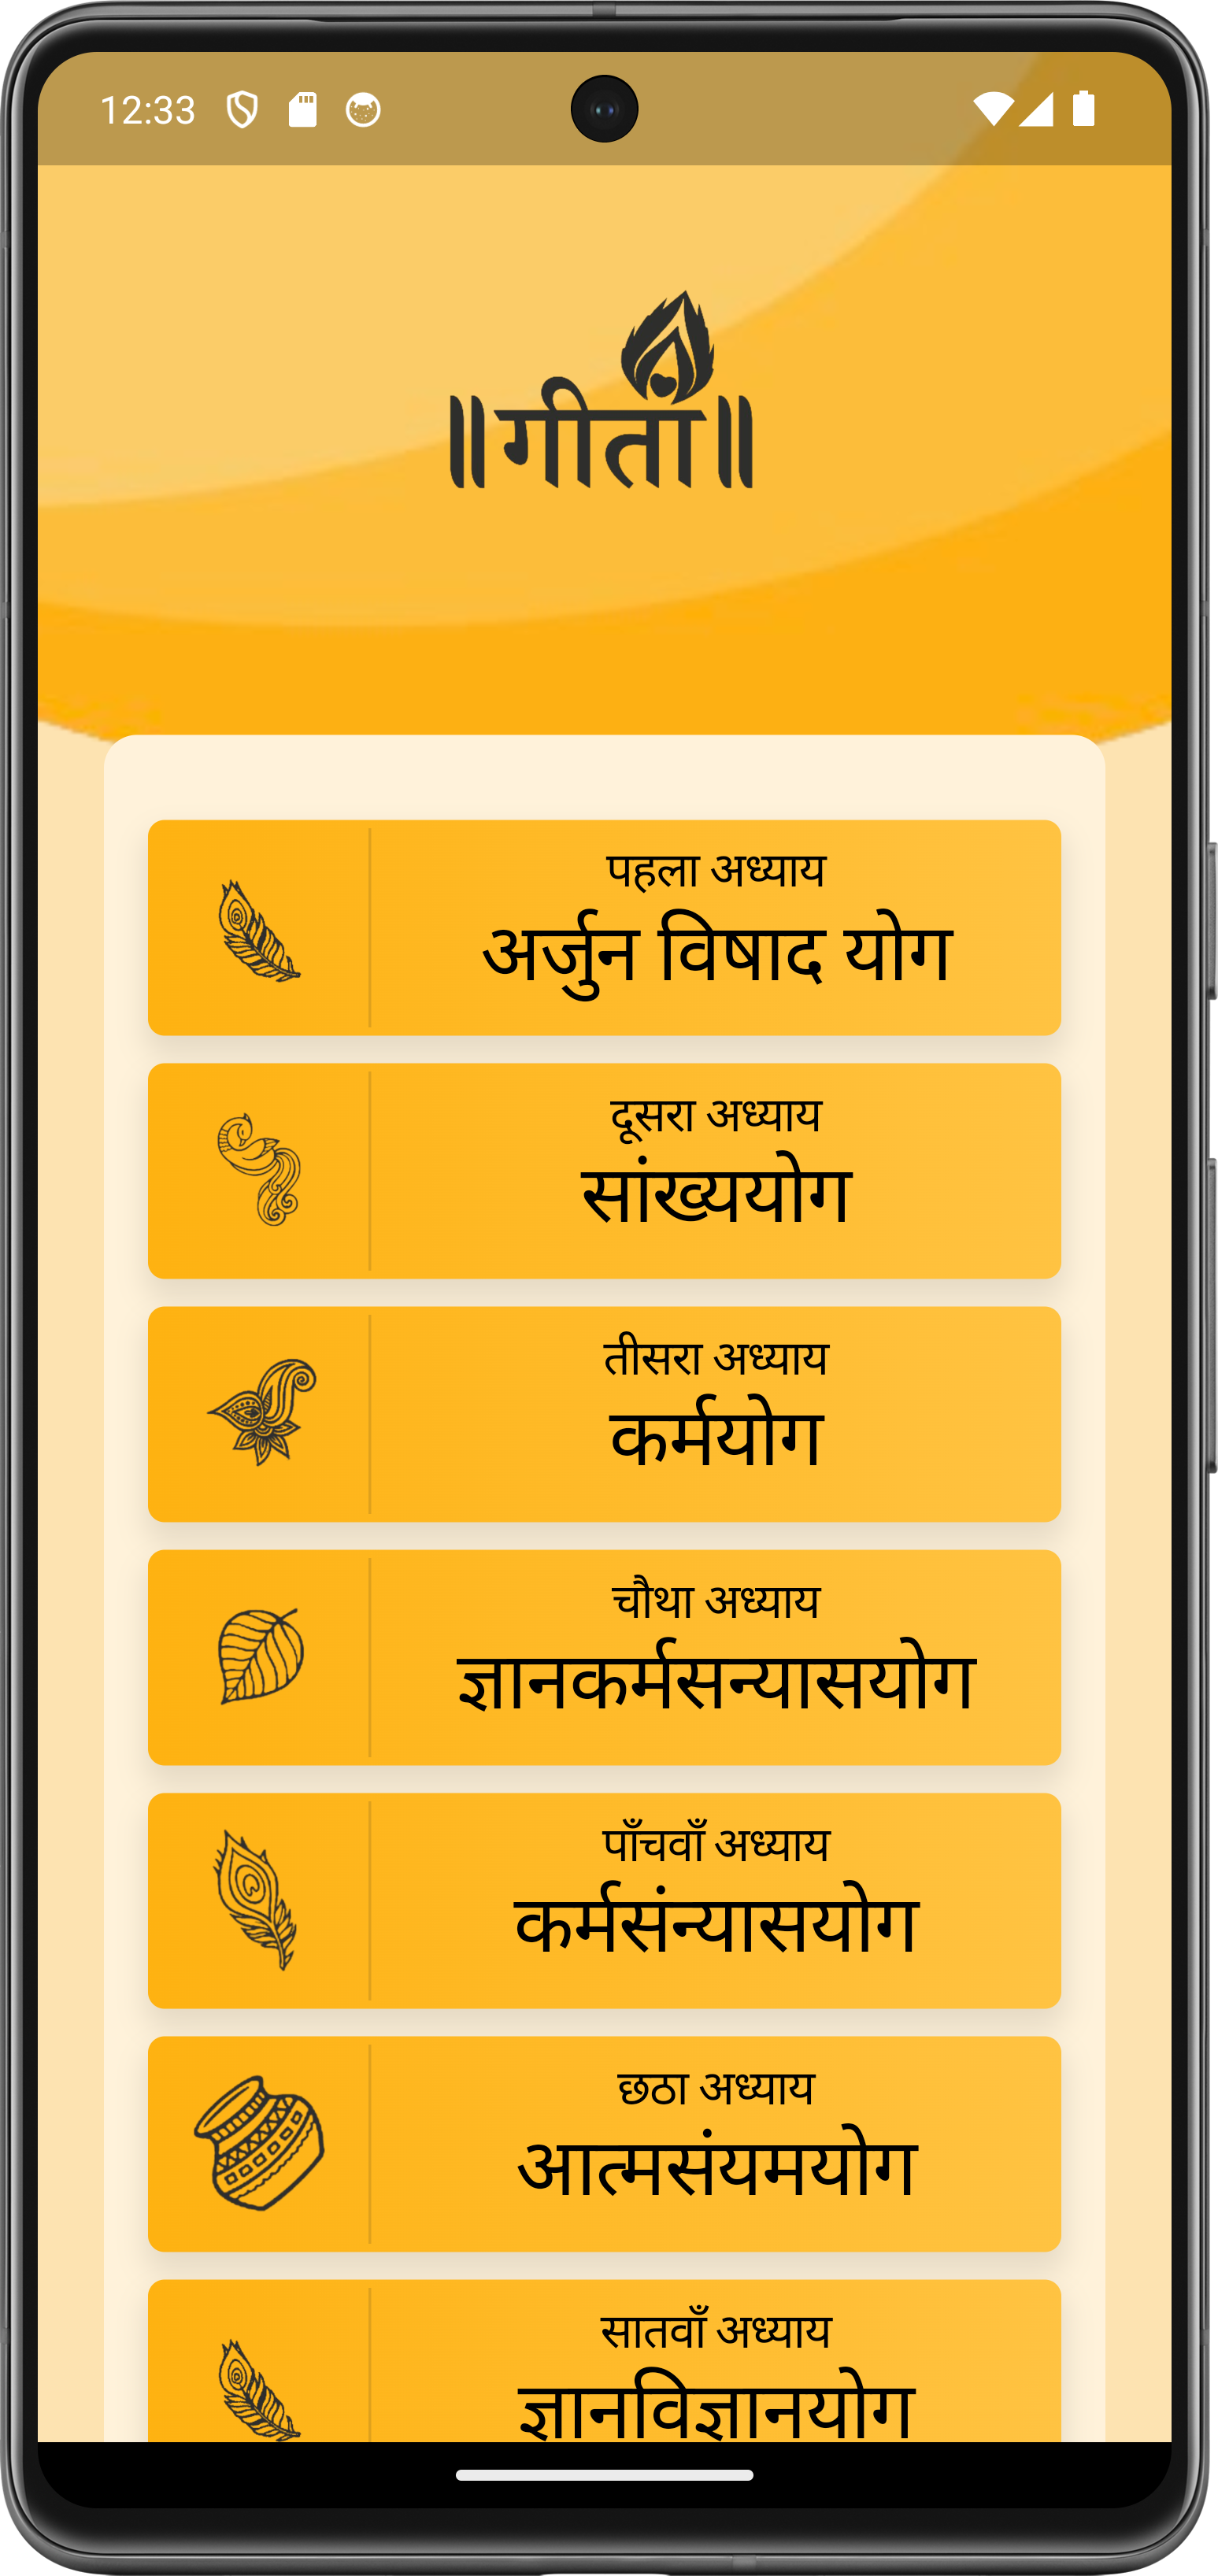 12:33
॥गीता॥
पहला अध्याय
अर्जुन विषाद योग
दूसरा अध्याय
सांख्ययोग
तीसरा अध्याय
कर्मयोग
चौथा अध्याय
ज्ञानकर्मसन्यासयोग
पाँचवाँ अध्याय
कर्मसंन्यासयोग
छठा अध्याय
आत्मसंयमयोग
सातवाँ अध्याय
ज्ञानविज्ञानयोग